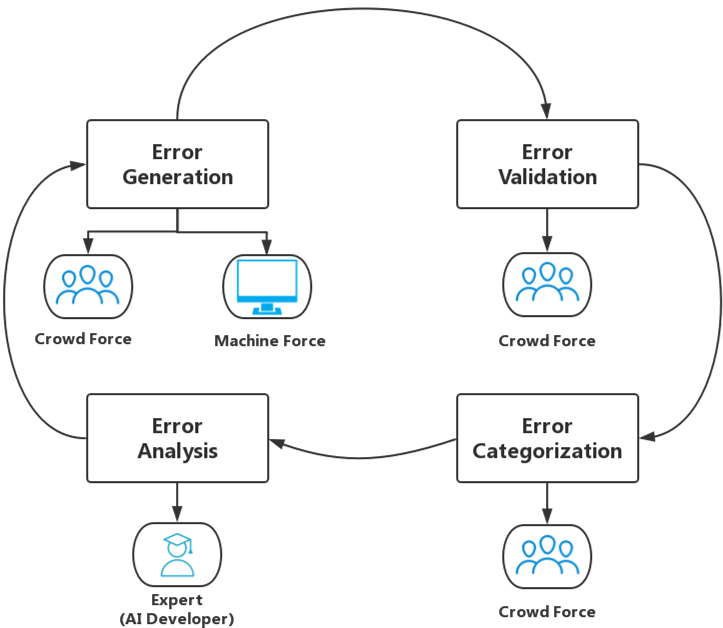 Error
Generation
Error
Validation
Crowd Force
Machine Force
Crowd Force
Error
Analysis
Error
Categorization
Expert
(AI Developer)
Crowd Force